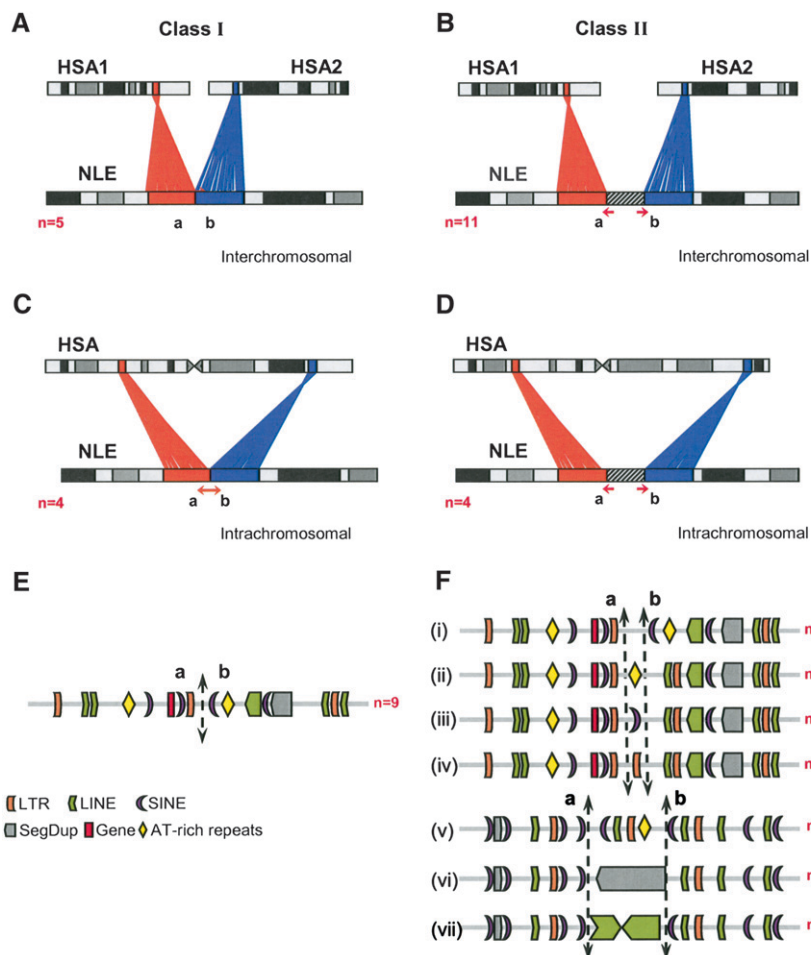 A
Class I
HSA1
HSA2
NLE
n=5
a
b
Interchromosomal
B
Class II
HSA1
HSA2
NLE
n=11
a
b
Interchromosomal
C
HSA
NLE
n=4
a
b
Intrachromosomal
D
HSA
NLE
n=4
a
b
Intrachromosomal
E
a
b
n=9
LTR
LINE
SINE
SegDup
Gene
AT-rich repeats
F
a
b
(i)
n
(ii)
n
(iii)
n
(iv)
n
a
b
(v)
n
(vi)
n
(vii)
n